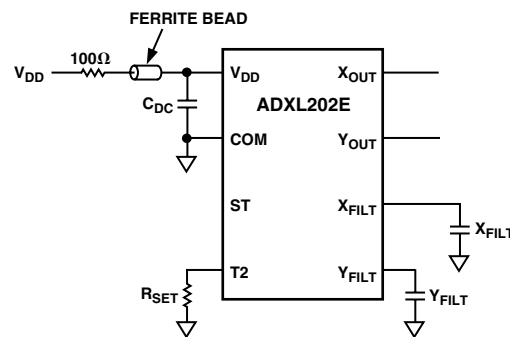 FERRITE BEAD
100Ω
V_DD
C_DC
V_DD
COM
ST
T2
ADXL202E
X_OUT
Y_OUT
X_FILT
Y_FILT
X_FILT
Y_FILT
R_SET